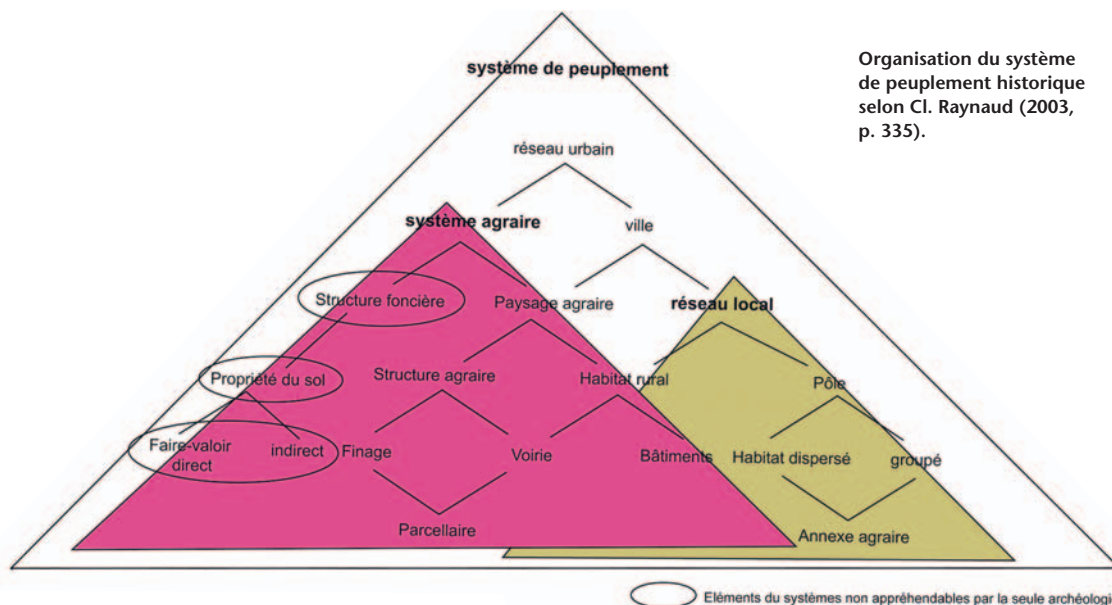 système de peuplement
Organisation du système
de peuplement historique
selon Cl. Raynaud (2003,
p. 335).
réseau urbain
système agraire
ville
Structure foncière
Paysage agraire
réseau local
Propriété du sol
Structure agraire
Habitat rural
Pôle
Faire-valoir
direct
indirect
Finage
Voirie
Bâtiments
Habitat dispersé
groupé
Parcellaire
Annexe agraire
Eléments du systèmes non appréhendables par la seule archéologi